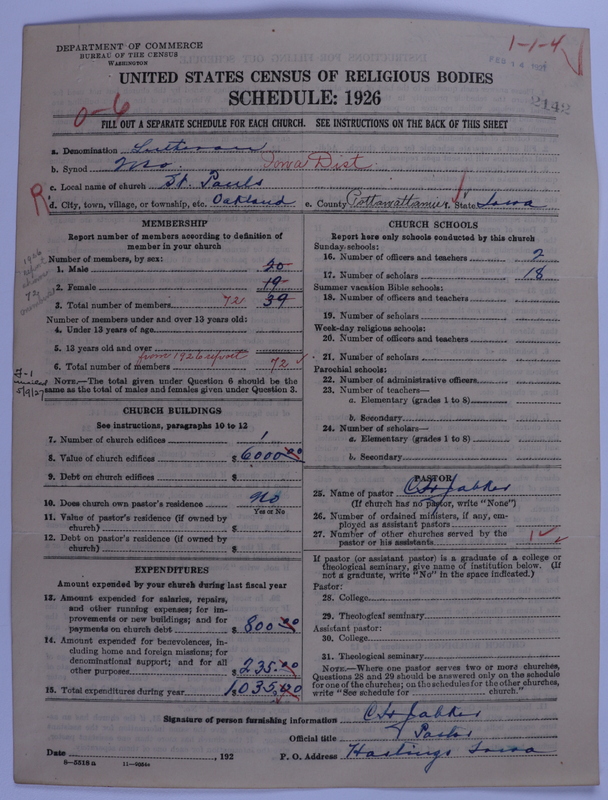 DEPARTMENT OF COMMERCE
BUREAU OF THE CENSUS
WASHINGTON
1-1-4
2142
UNITED STATES CENSUS OF RELIGIOUS BODIES
SCHEDULE: 1926
0-6
FILL OUT A SEPARATE SCHEDULE FOR EACH CHURCH. SEE INSTRUCTIONS ON THE BACK OF THIS SHEET
a. Denomination Lutheran
b. Synod Mo. Iowa Dist
c. Local name of church St. Pauls
R
d. City, town, village, or township, etc. Oakland e. County Pottawattamie f. State Iowa
MEMBERSHIP
Report number of members according to definition of
member in your church
Number of members, by sex:
1. Male 20
2. Female 19
3. Total number of members 72 39
Number of members under and over 13 years old:
4. Under 13 years of age
5. 13 years old and over
from 1926 report
6. Total number of members 72
NOTE.—The total given under Question 6 should be the
same as the total of males and females given under Question 3.
1926
72
5/9/27
CHURCH BUILDINGS
See instructions, paragraphs 10 to 12
7. Number of church edifices 1
8. Value of church edifices $ 6000.00
9. Debt on church edifices $
10. Does church own pastor's residence No
Yes or No
11. Value of pastor's residence (if owned by
church) $
12. Debt on pastor's residence (if owned by
church) $
EXPENDITURES
Amount expended by your church during last fiscal year
13. Amount expended for salaries, repairs,
and other running expenses; for im-
provements or new buildings; and for
payments on church debt $ 800.00
14. Amount expended for benevolences, in-
cluding home and foreign missions; for
denominational support; and for all
other purposes $ 235.00
15. Total expenditures during year 1,035.00
CHURCH SCHOOLS
Report here only schools conducted by this church
Sunday schools:
16. Number of officers and teachers 2
17. Number of scholars 18
Summer vacation Bible schools:
18. Number of officers and teachers
19. Number of scholars
Week-day religious schools:
20. Number of officers and teachers
21. Number of scholars
Parochial schools:
22. Number of administrative officers
23. Number of teachers—
a. Elementary (grades 1 to 8)
b. Secondary
24. Number of scholars—
a. Elementary (grades 1 to 8)
b. Secondary
PASTOR
25. Name of pastor
(If church has no pastor, write "None")
26. Number of ordained ministers, if any, em-
ployed as assistant pastors
27. Number of other churches served by the
pastor or his assistants 1
If pastor (or assistant pastor) is a graduate of a college or
theological seminary, give name of institution below. (If
not a graduate, write "No" in the space indicated.)
Pastor:
28. College
29. Theological seminary
Assistant pastor:
30. College
31. Theological seminary
NOTE.—Where one pastor serves two or more churches,
Questions 28 and 29 should be answered only on the schedule
for one of the churches; on the schedules for the other churches,
write "See schedule for church."
Signature of person furnishing information
Official title Pastor
Date , 192 P. O. Address Hastings Iowa
8-5518 a